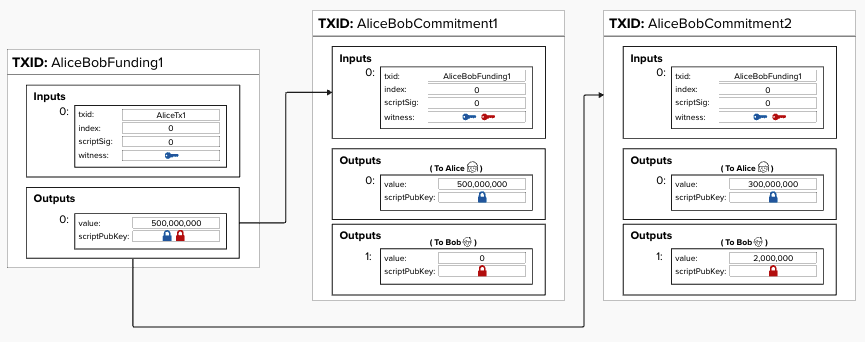 TXID: AliceBobFunding1
Inputs
0:
txid: AliceTx1
index: 0
scriptSig: 0
witness:
Outputs
0:
value: 500,000,000
scriptPubKey:
TXID: AliceBobCommitment1
Inputs
0:
txid: AliceBobFunding1
index: 0
scriptSig: 0
witness:
Outputs
( To Alice )
0:
value: 500,000,000
scriptPubKey:
Outputs
( To Bob )
1:
value: 0
scriptPubKey:
TXID: AliceBobCommitment2
Inputs
0:
txid: AliceBobFunding1
index: 0
scriptSig: 0
witness:
Outputs
( To Alice )
0:
value: 300,000,000
scriptPubKey:
Outputs
( To Bob )
1:
value: 2,000,000
scriptPubKey: